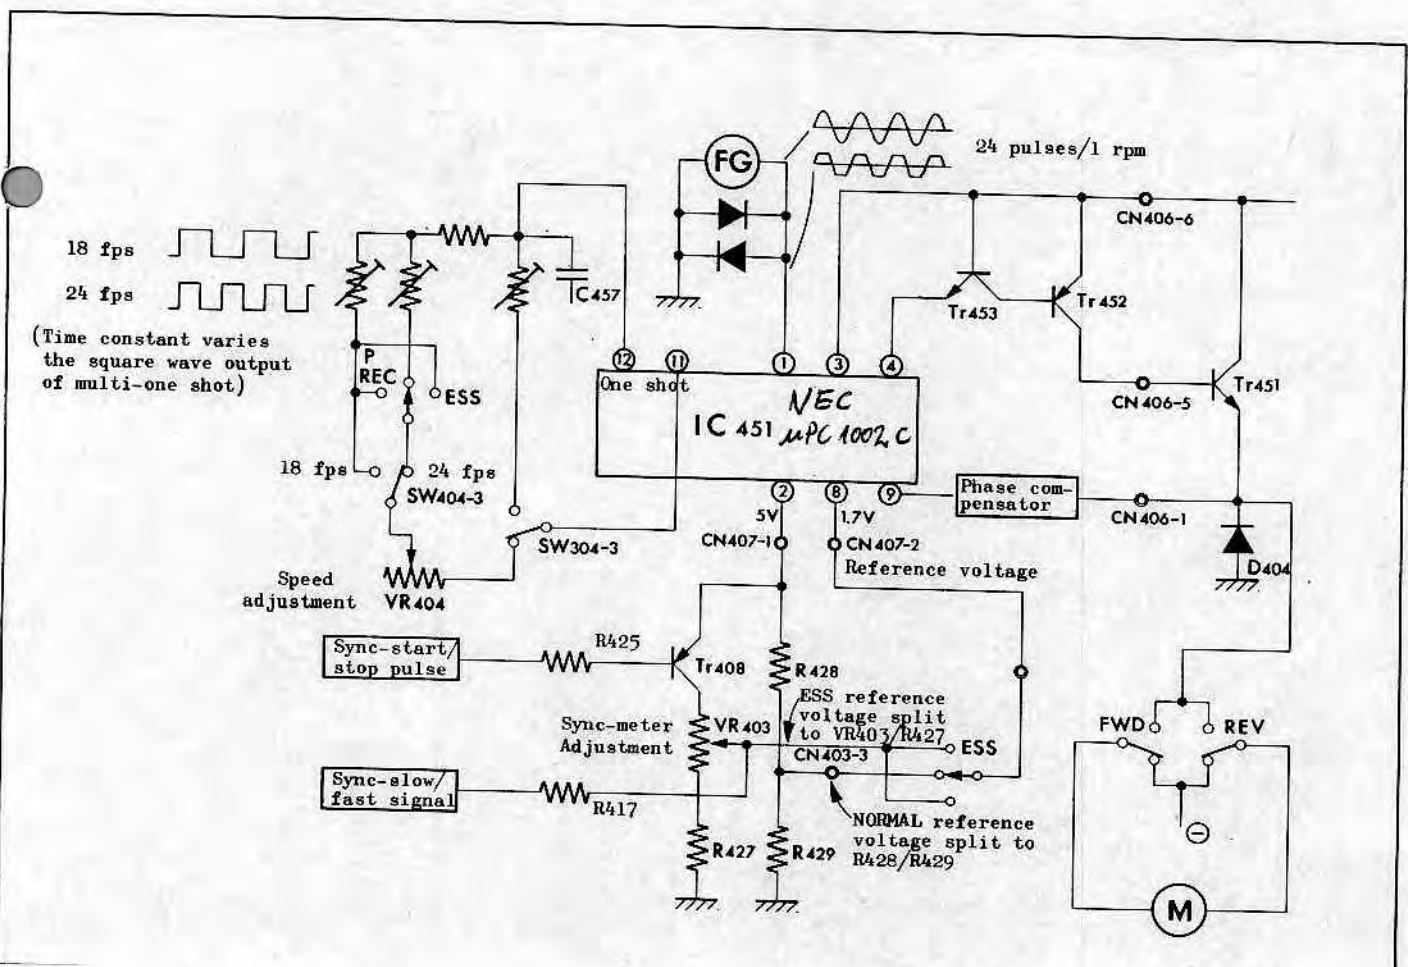 FG
24 pulses/1 rpm
CN406-6
18 fps
24 fps
(Time constant varies
the square wave output
of multi-one shot)
C457
Tr453
Tr452
P
REC
ESS
12
11
1
3
4
One shot
NEC
IC 451 μPC 1002 C
CN406-5
Tr451
18 fps
24 fps
SW404-3
2
8
9
Phase com-
pensator
CN406-1
5V
1.7V
SW304-3
CN407-1
CN407-2
D404
Reference voltage
Speed
adjustment
VR404
Sync-start/
stop pulse
R425
Tr408
R428
ESS reference
voltage split
to VR403/R427
Sync-meter
Adjustment
VR403
FWD
REV
ESS
CN403-3
Sync-slow/
fast signal
R417
NORMAL reference
voltage split to
R428/R429
R427
R429
M